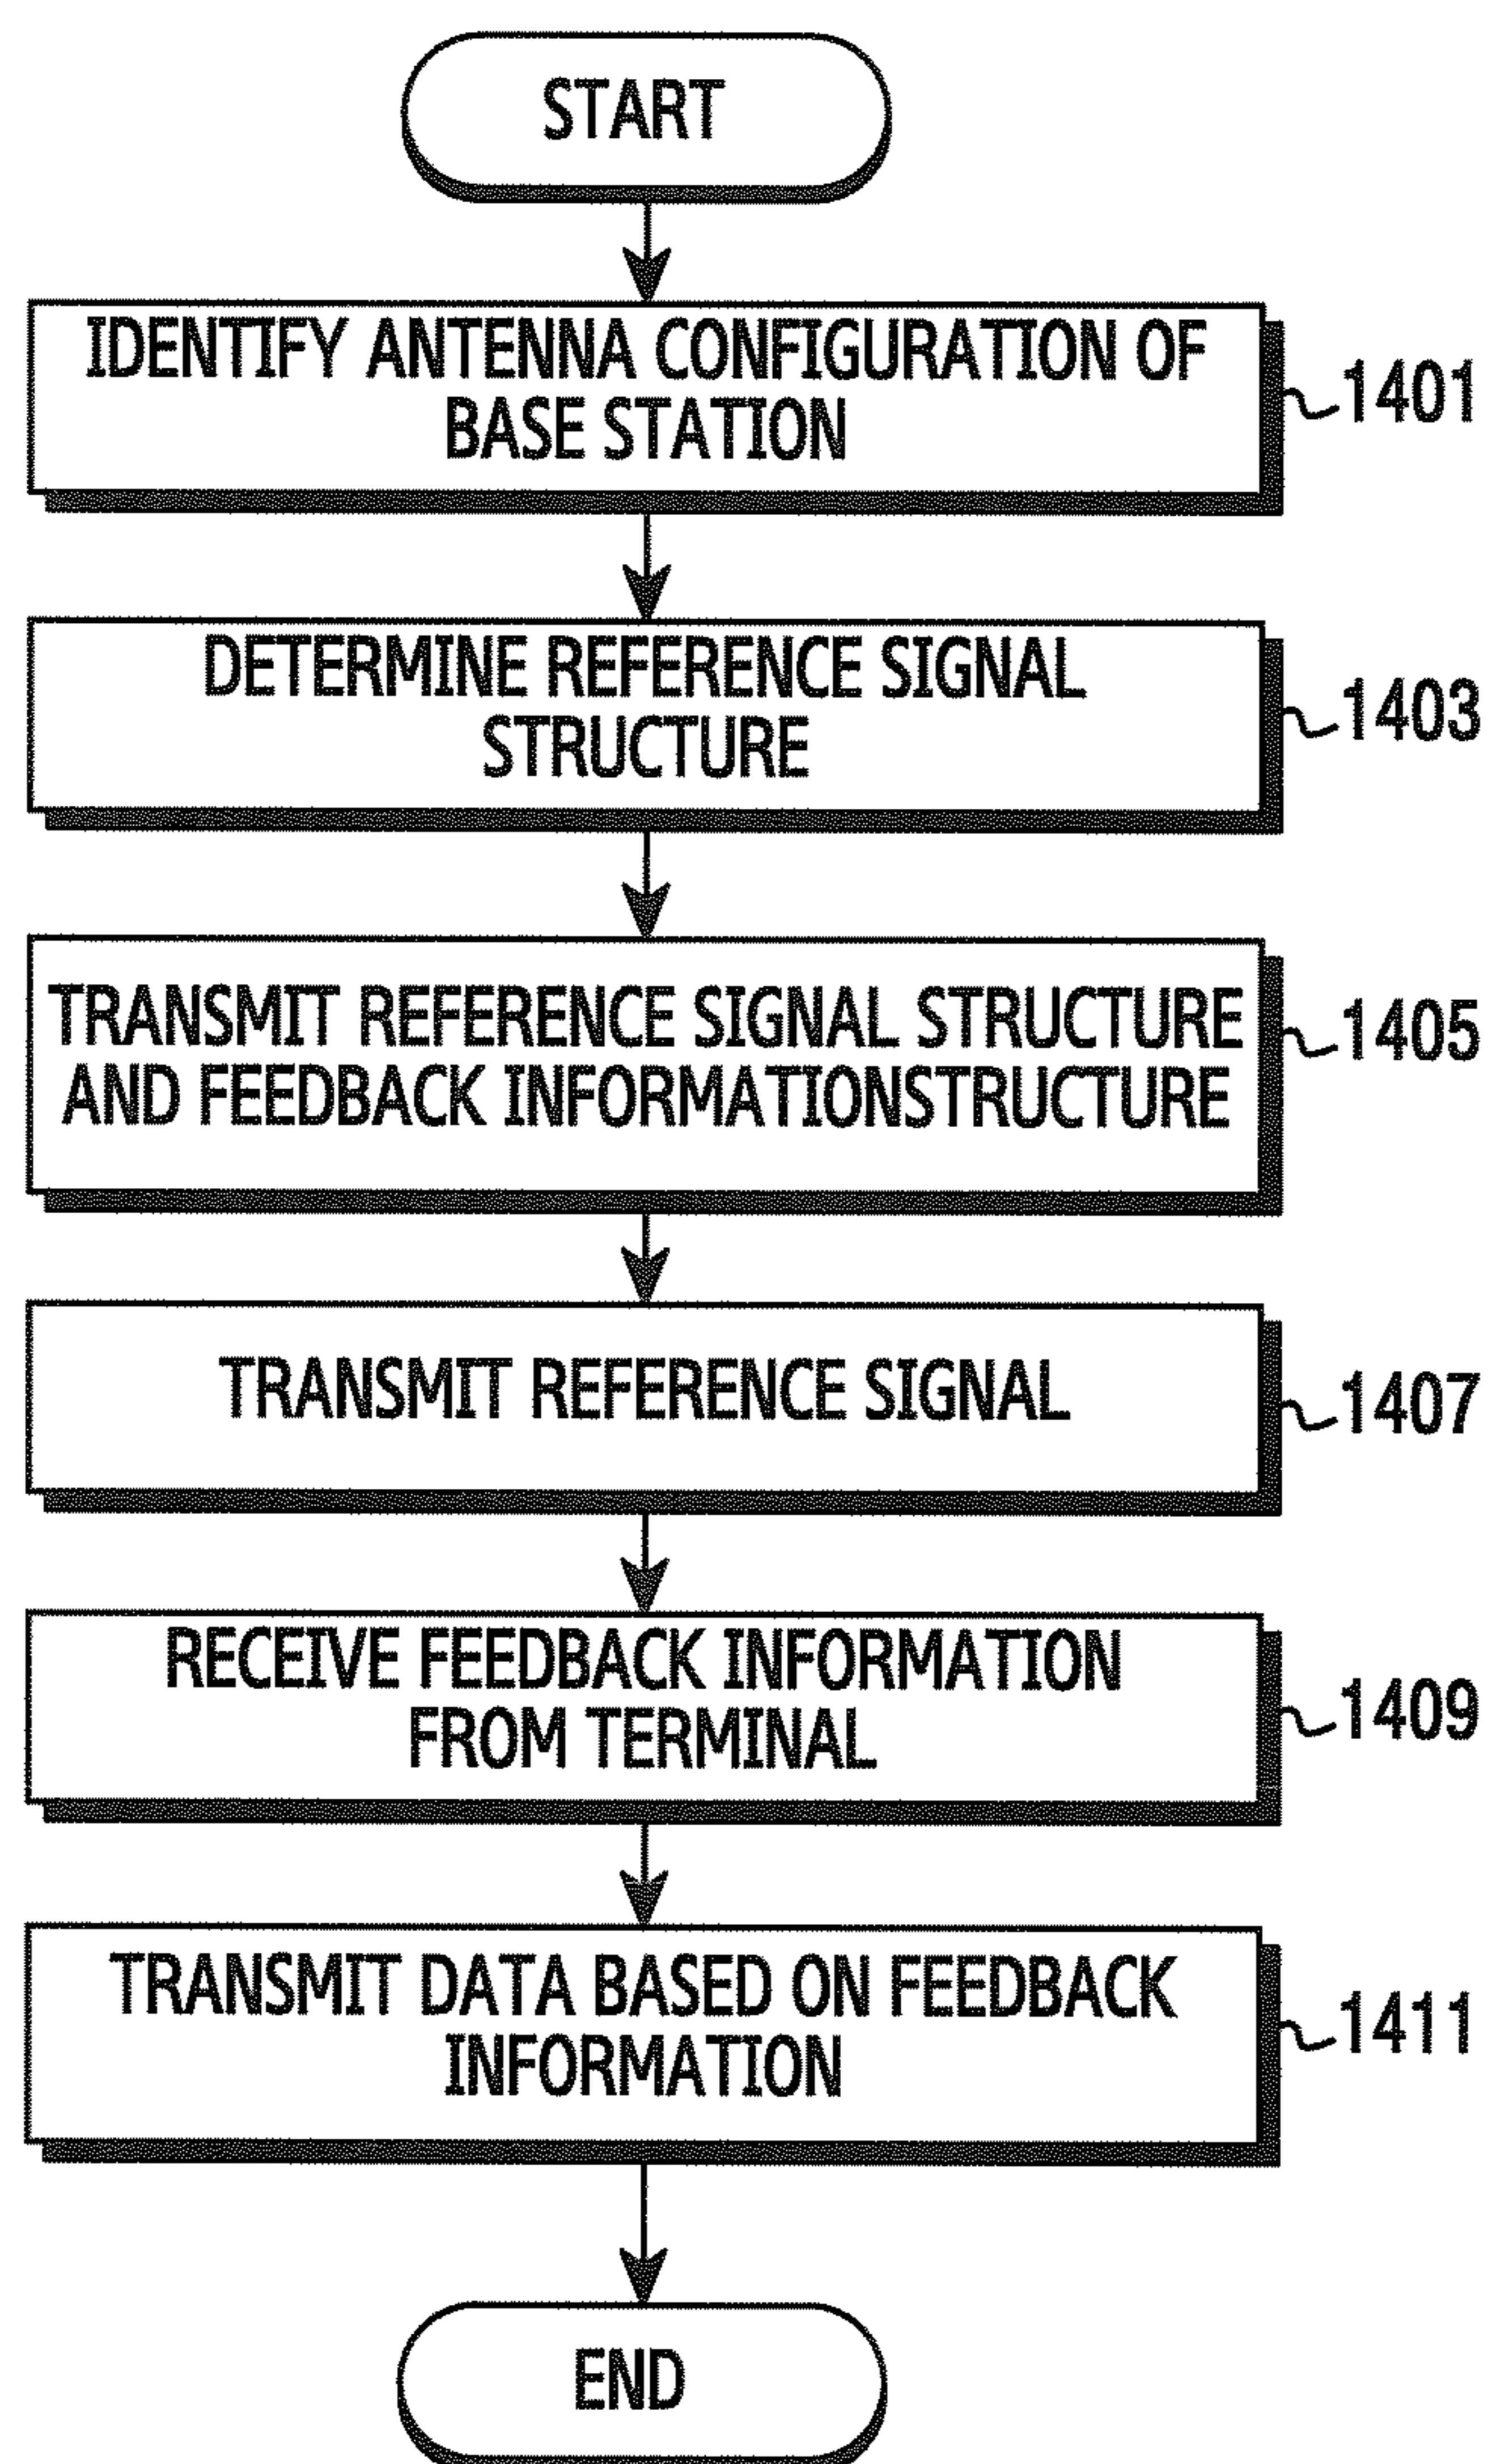 START
IDENTIFY ANTENNA CONFIGURATION OF
BASE STATION
1401
DETERMINE REFERENCE SIGNAL
STRUCTURE
1403
TRANSMIT REFERENCE SIGNAL STRUCTURE
AND FEEDBACK INFORMATIONSTRUCTURE
1405
TRANSMIT REFERENCE SIGNAL
1407
RECEIVE FEEDBACK INFORMATION
FROM TERMINAL
1409
TRANSMIT DATA BASED ON FEEDBACK
INFORMATION
1411
END